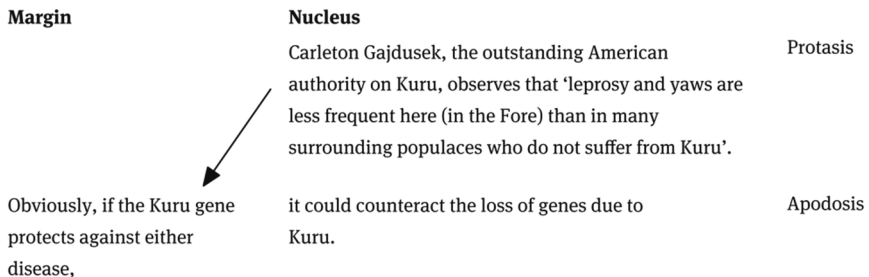 Margin Nucleus
Carleton Gajdusek, the outstanding American Protasis
authority on Kuru, observes that ‘leprosy and yaws are
less frequent here (in the Fore) than in many
surrounding populaces who do not suffer from Kuru’.
Obviously, if the Kuru gene it could counteract the loss of genes due to Apodosis
protects against either Kuru.
disease,